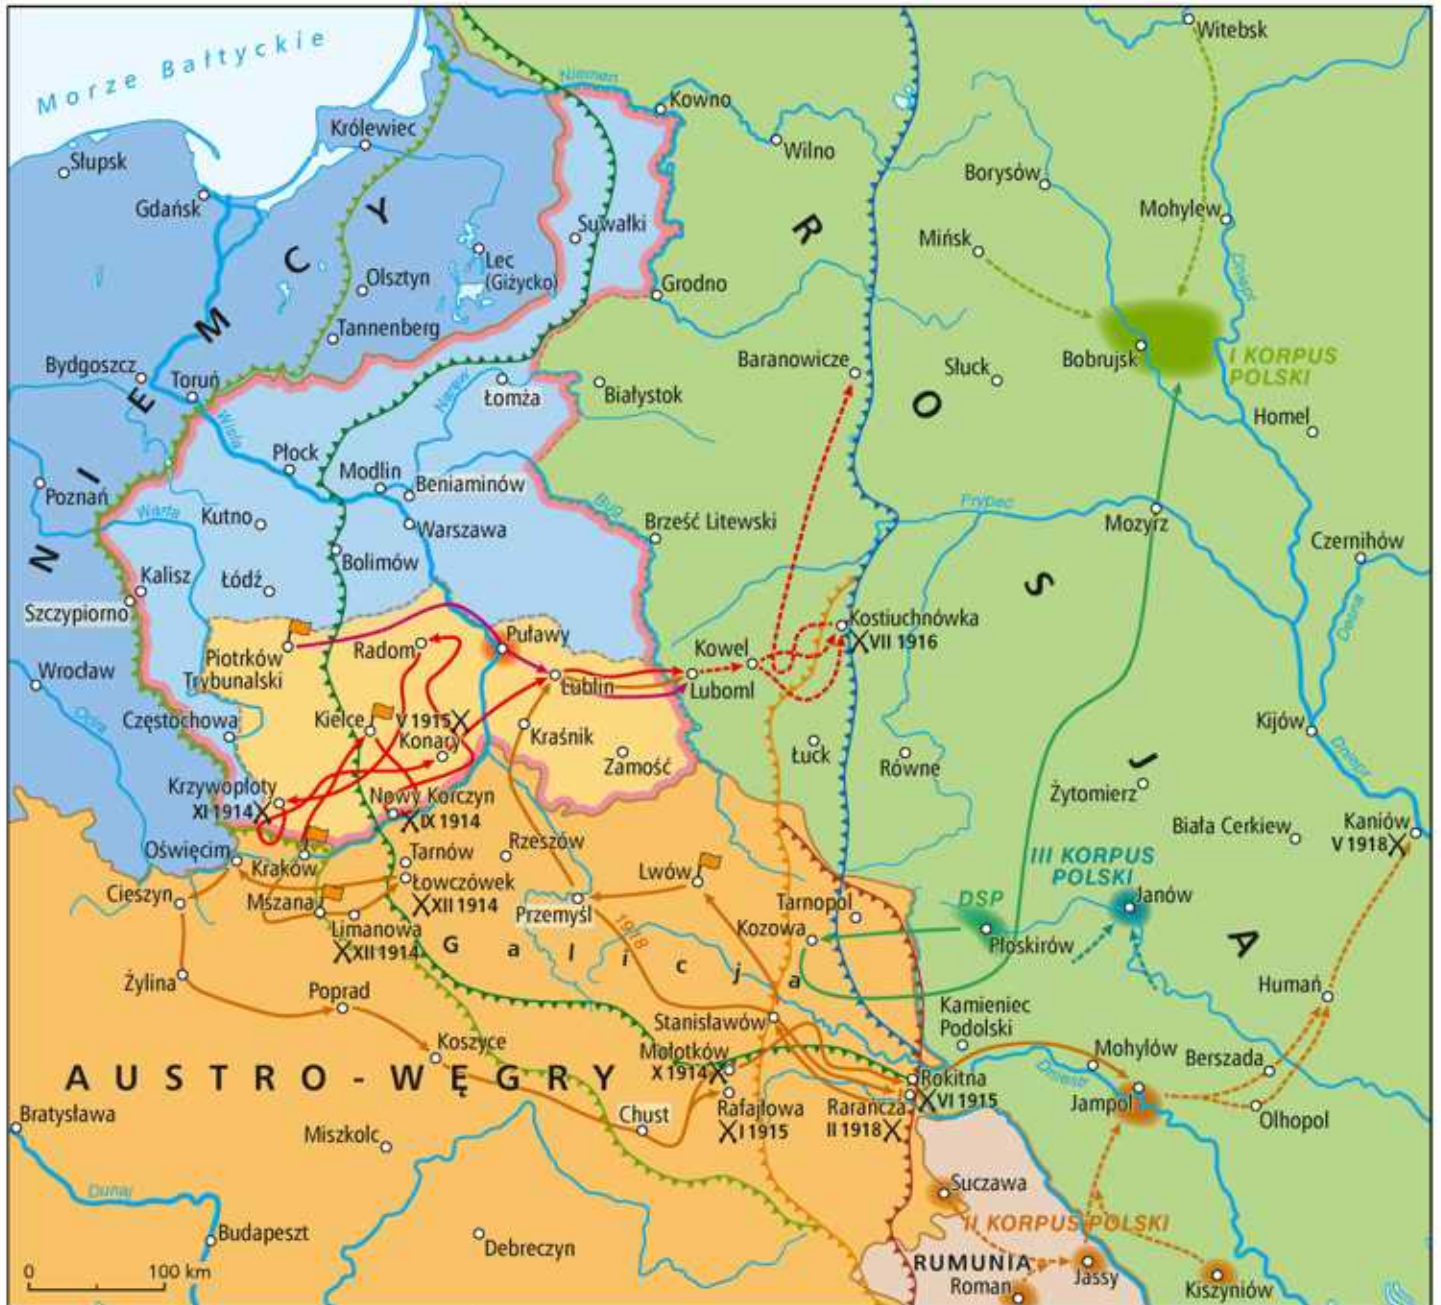 Morze Bałtyckie
Witebsk
Niemen
Kowno
Królewiec
Wilno
Słupsk
Borysów
Gdańsk
Mohylew
Suwałki
Mińsk
Lec
(Giżycko)
Olsztyn
Grodno
Dniepr
Tannenberg
NIEMCY
ROSJA
Baranowicze
Słuck
Bobrujsk
I KORPUS
POLSKI
Bydgoszcz
Toruń
Łomża
Narew
Białystok
Homel
Wisła
Płock
Modlin
Beniaminów
Poznań
Warta
Kutno
Warszawa
Bug
Brześć Litewski
Prypeć
Mozyrz
Czernihów
Bolimów
Kalisz
Łódź
Szczypiorno
Desna
Kostiuchnówka
VII 1916
Puławy
Radom
Piotrków
Trybunalski
Kowel
Lublin
Luboml
Wrocław
Odra
Częstochowa
Kielce
V 1915
Konary
Kraśnik
Zamość
Łuck
Równe
Kijów
Dniepr
Krzywopłoty
XI 1914
Nowy Korczyn
IX 1914
Żytomierz
Biała Cerkiew
Kaniów
V 1918
Oświęcim
Kraków
Tarnów
Rzeszów
Lwów
III KORPUS
POLSKI
Janów
Cieszyn
Mszana
Łowczówek
XII 1914
Przemyśl
1918
Tarnopol
DSP
Kozowa
Płoskirów
Limanowa
XII 1914
Galicja
Żylina
Poprad
Humań
Kamieniec
Podolski
Stanisławów
Koszyce
Mołotków
X 1914
Mohylów
Berszada
AUSTRO-WĘGRY
Dniestr
Rokitna
VI 1915
Jampol
Olhopol
Bratysława
Chust
Rafajłowa
I 1915
Rarańcza
II 1918
Miszkolc
Suczawa
Dunaj
II KORPUS POLSKI
Budapeszt
Debreczyn
RUMUNIA
Jassy
Roman
Kiszyniów
0 100 km